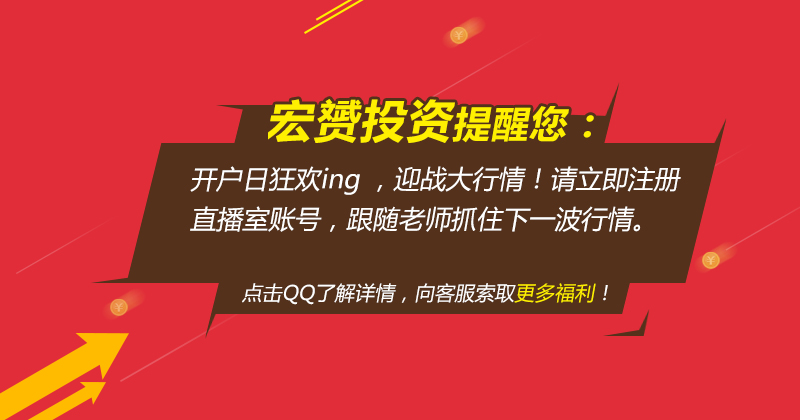 宏赟投资提醒您：
开户日狂欢ing ，迎战大行情！请立即注册
直播室账号，跟随老师抓住下一波行情。
点击QQ了解详情，向客服索取更多福利！